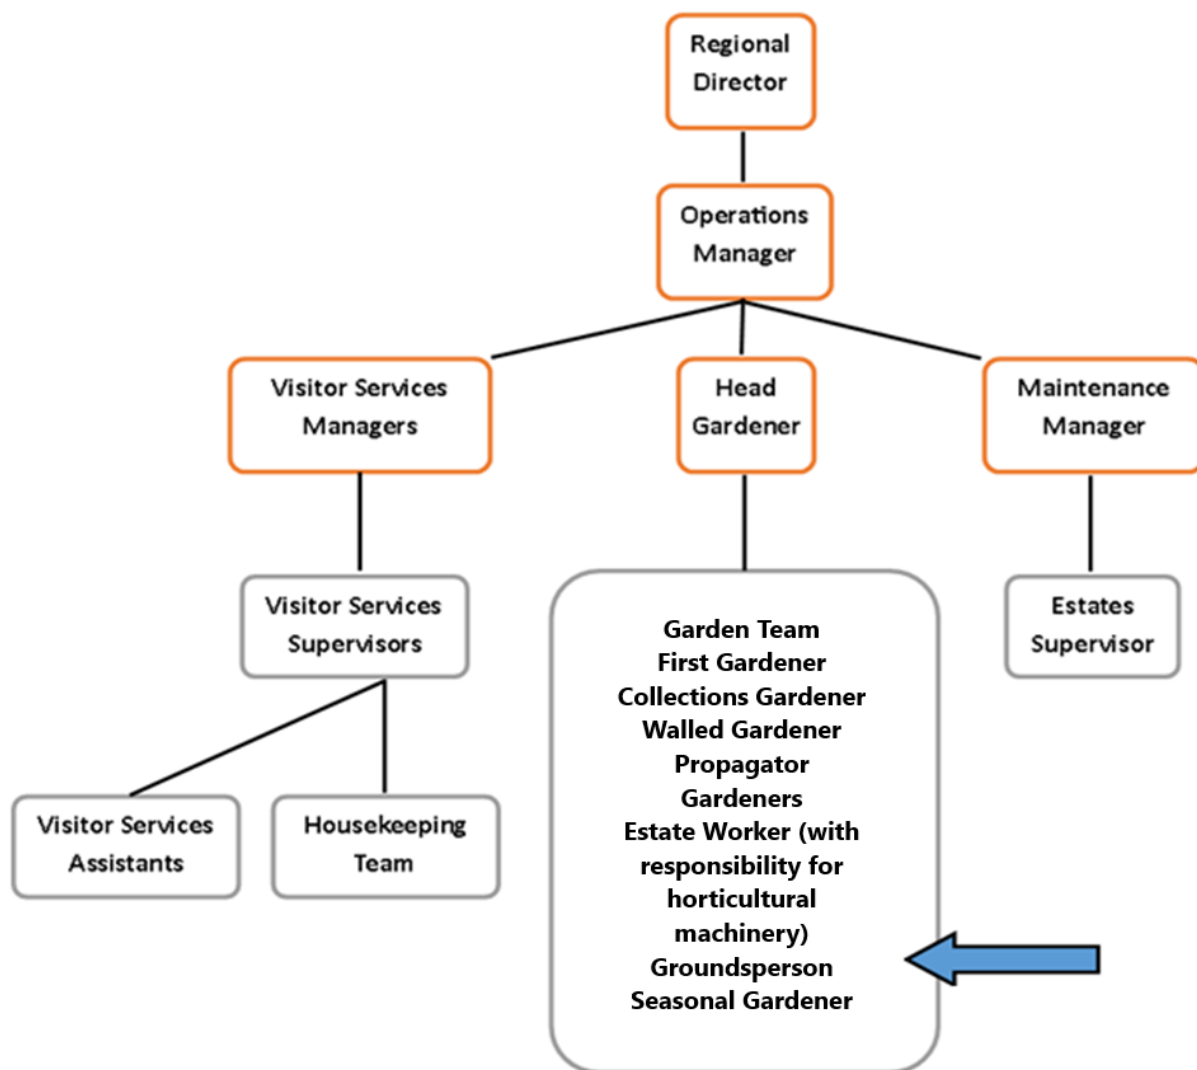 Regional
Director
Operations
Manager
Visitor Services
Managers
Head
Gardener
Maintenance
Manager
Visitor Services
Supervisors
Garden Team
First Gardener
Collections Gardener
Walled Gardener
Propagator
Gardeners
Estate Worker (with
responsibility for
horticultural
machinery)
Groundsperson
Seasonal Gardener
Estates
Supervisor
Visitor Services
Assistants
Housekeeping
Team